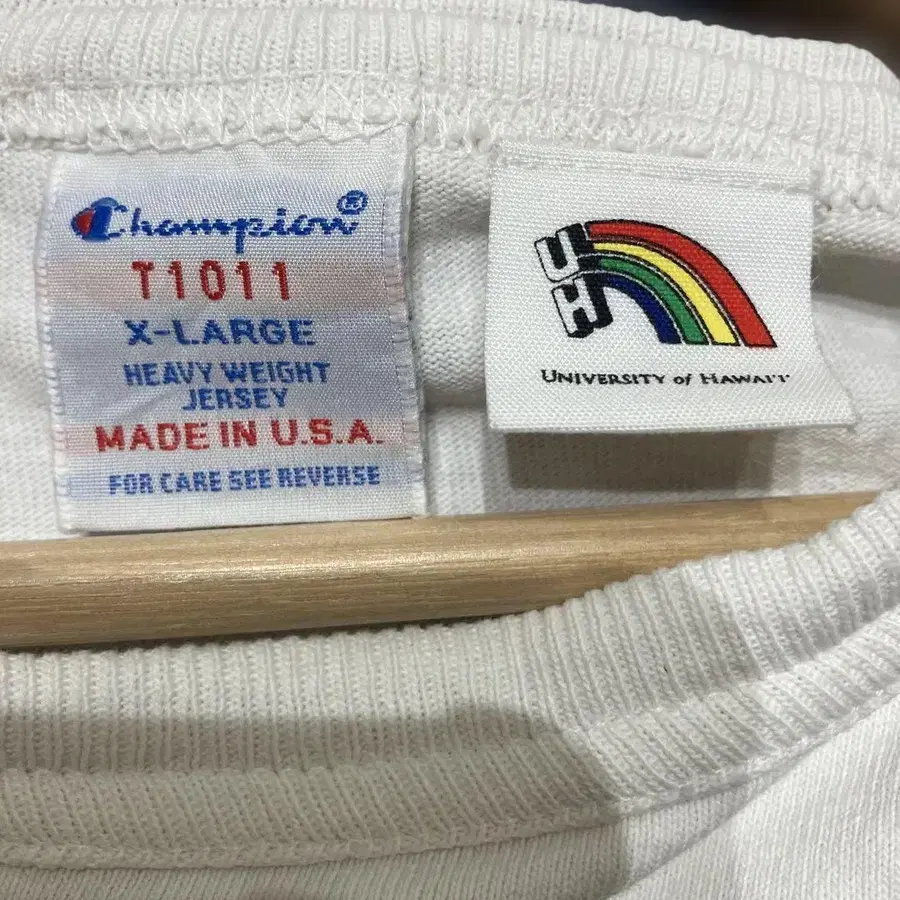 Champion®
T1011
X-LARGE
HEAVY WEIGHT
JERSEY
MADE IN U.S.A.
FOR CARE SEE REVERSE
UH
UNIVERSITY of HAWAI'I